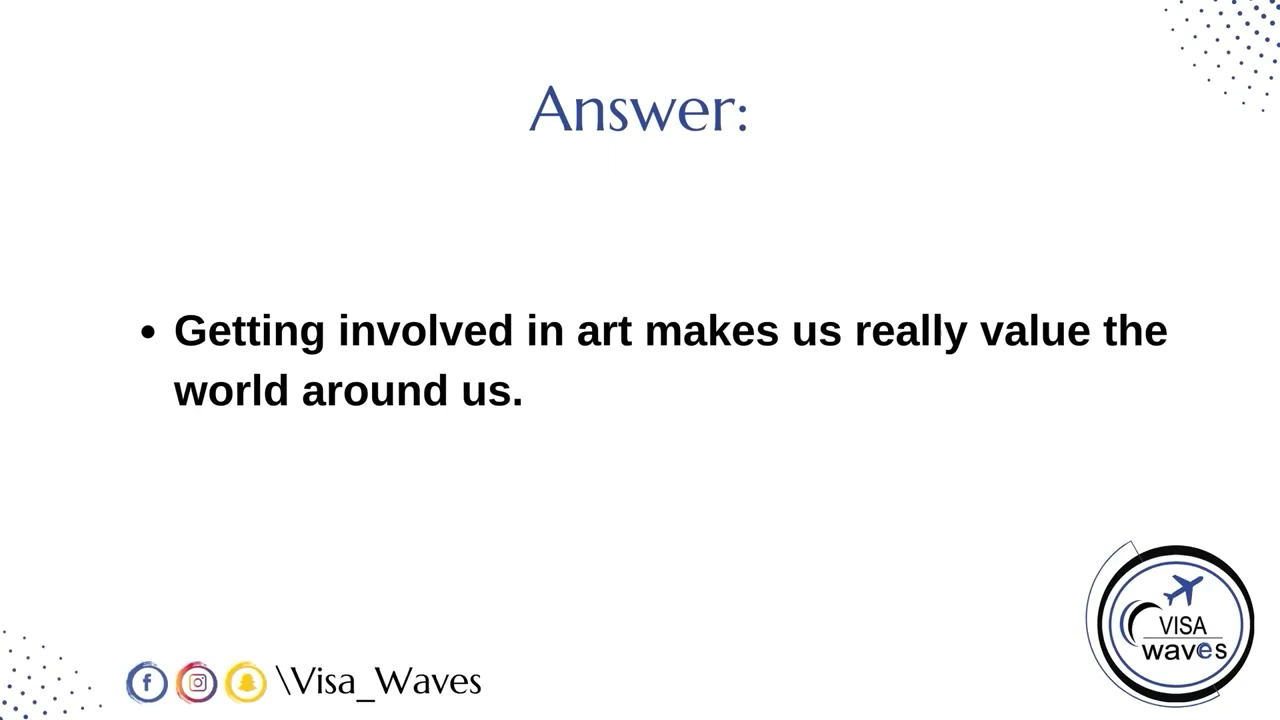 Answer:
• Getting involved in art makes us really value the
world around us.
VISA
waves
\Visa_Waves